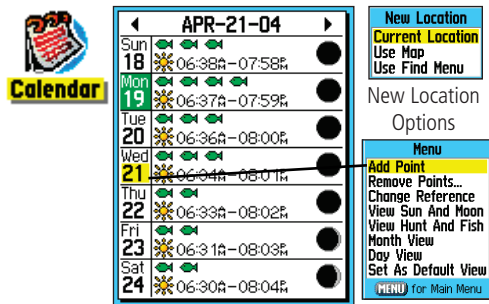 Calendar
APR-21-04
Sun
18 06:38A-07:58P
Mon
19 06:37A-07:59P
Tue
20 06:36A-08:00P
Wed
21 06:34A-08:01P
Thu
22 06:33A-08:02P
Fri
23 06:31A-08:03P
Sat
24 06:30A-08:04P
New Location
Current Location
Use Map
Use Find Menu
New Location
Options
Menu
Add Point
Remove Points...
Change Reference
View Sun And Moon
View Hunt And Fish
Month View
Day View
Set As Default View
MENU for Main Menu